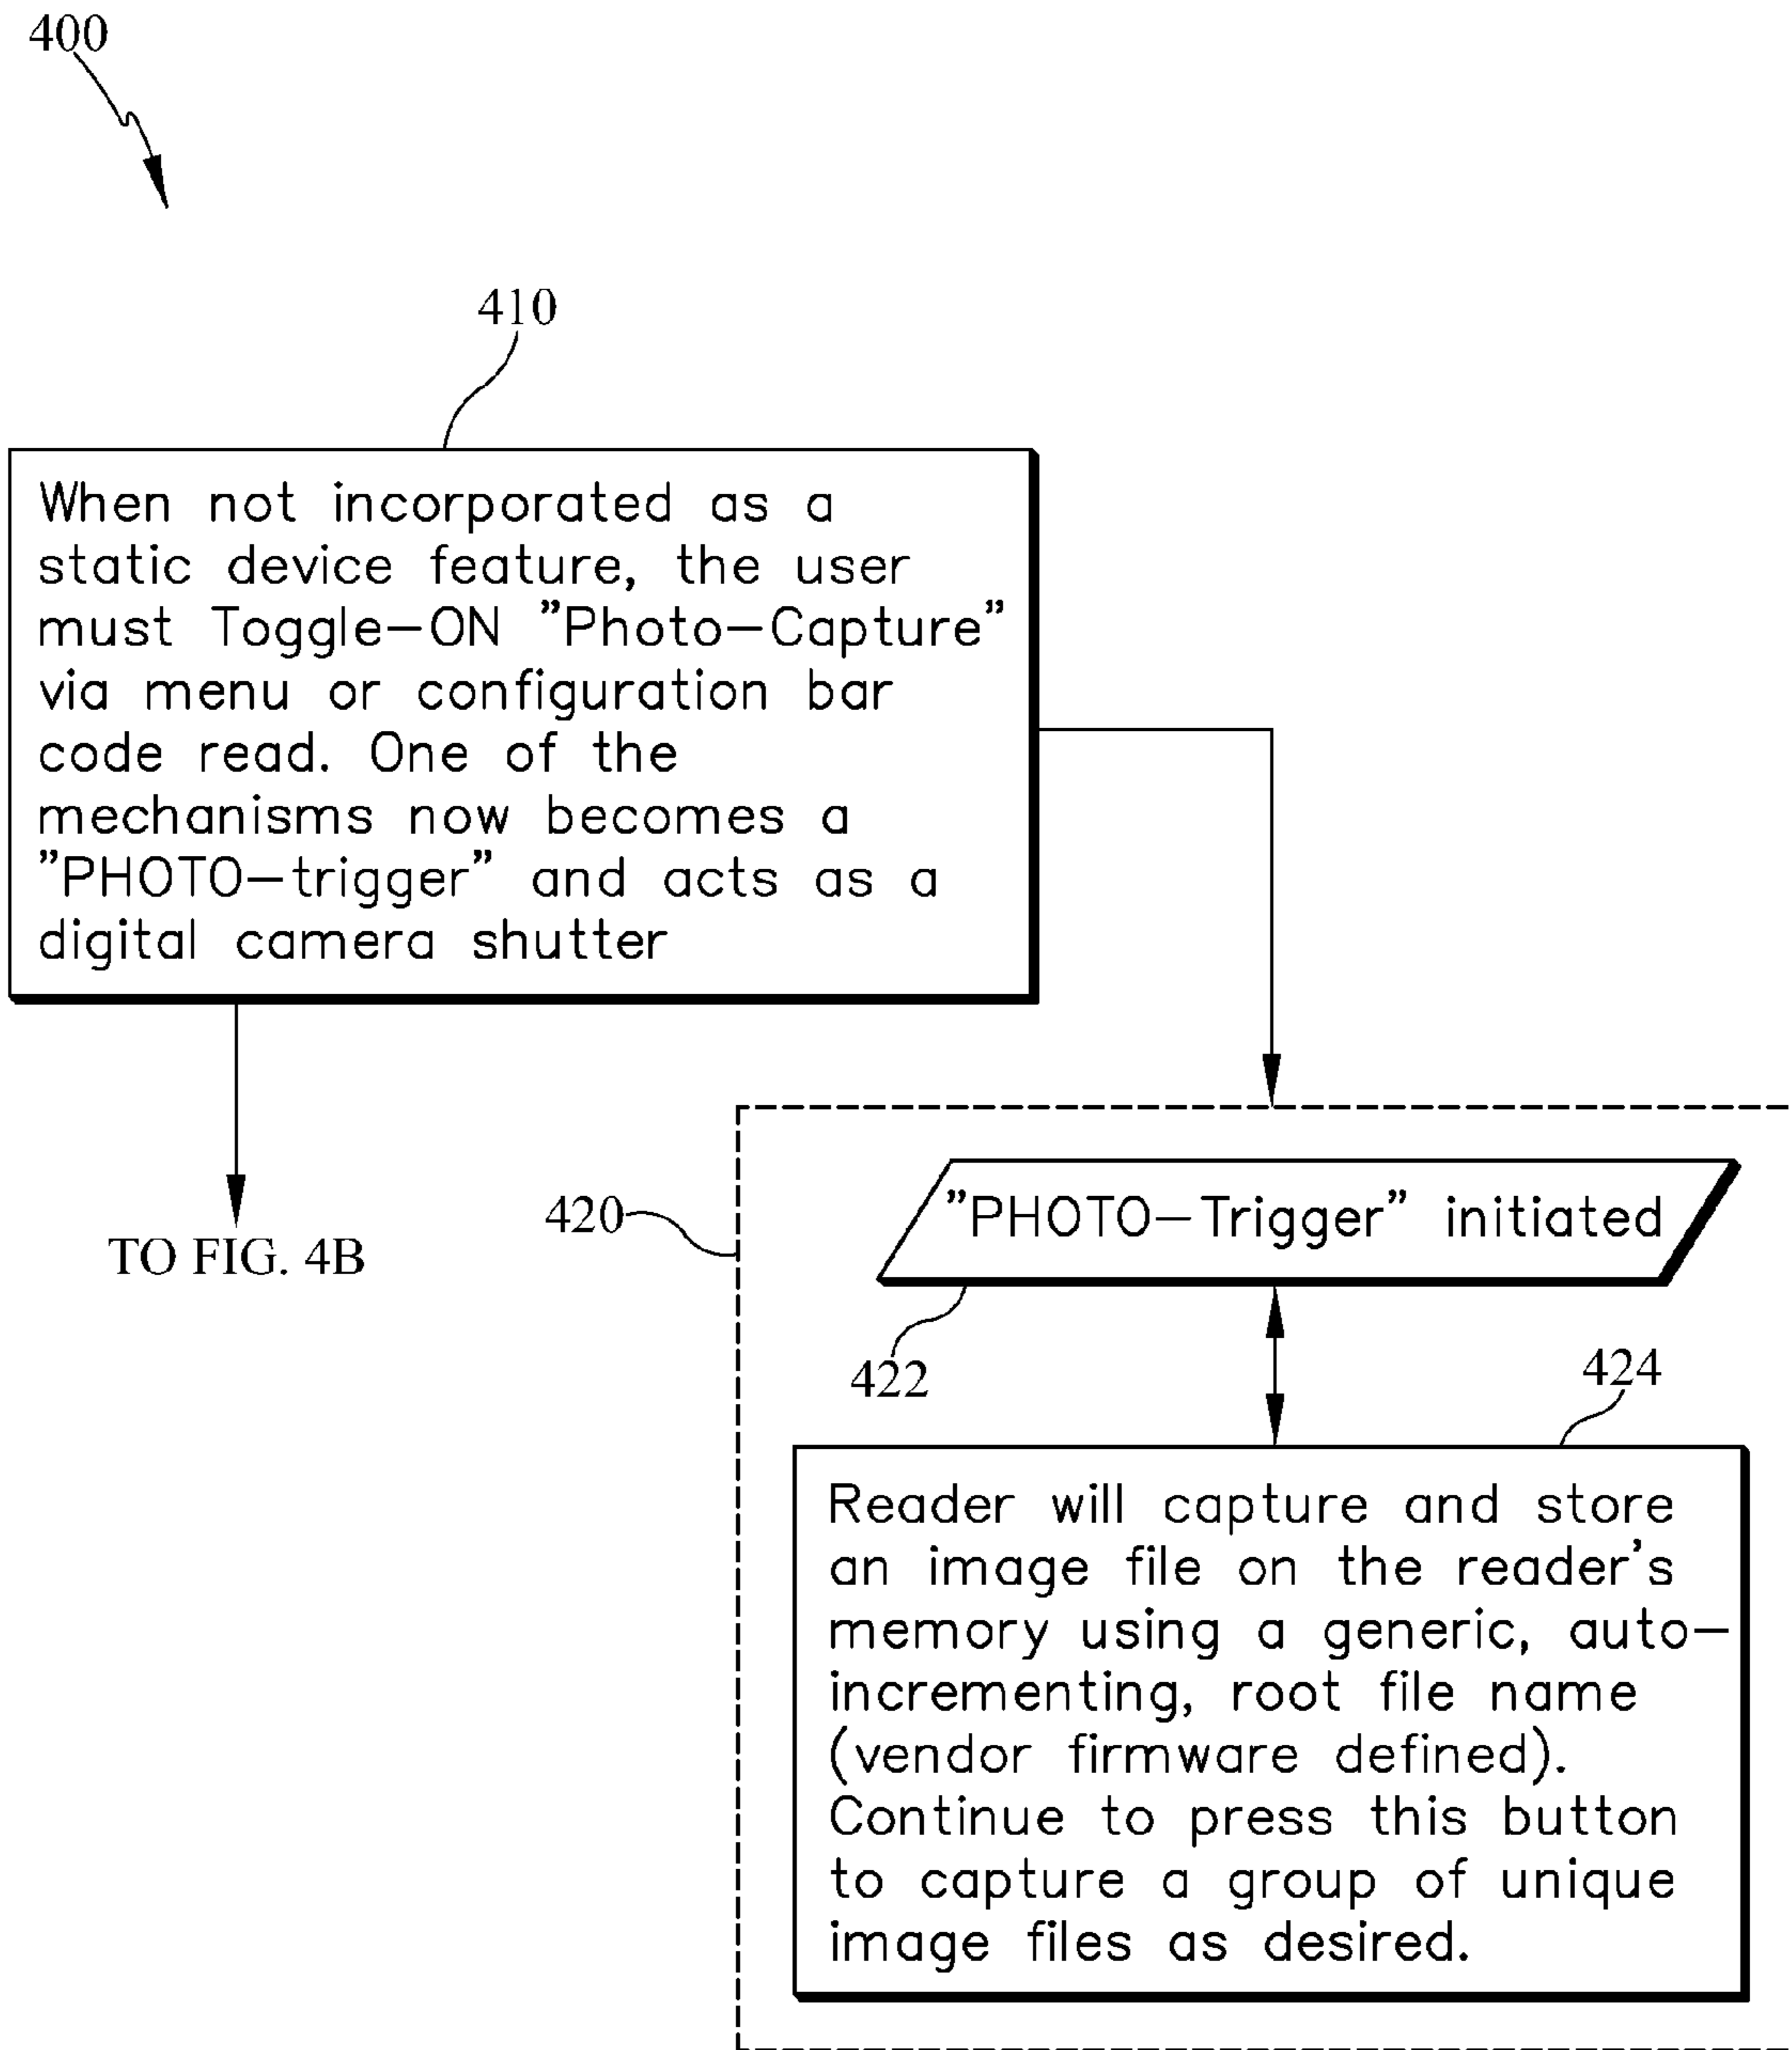 400
410
When not incorporated as a
static device feature, the user
must Toggle-ON "Photo-Capture"
via menu or configuration bar
code read. One of the
mechanisms now becomes a
"PHOTO-trigger" and acts as a
digital camera shutter
TO FIG. 4B
420
"PHOTO-Trigger" initiated
422
424
Reader will capture and store
an image file on the reader's
memory using a generic, auto-
incrementing, root file name
(vendor firmware defined).
Continue to press this button
to capture a group of unique
image files as desired.